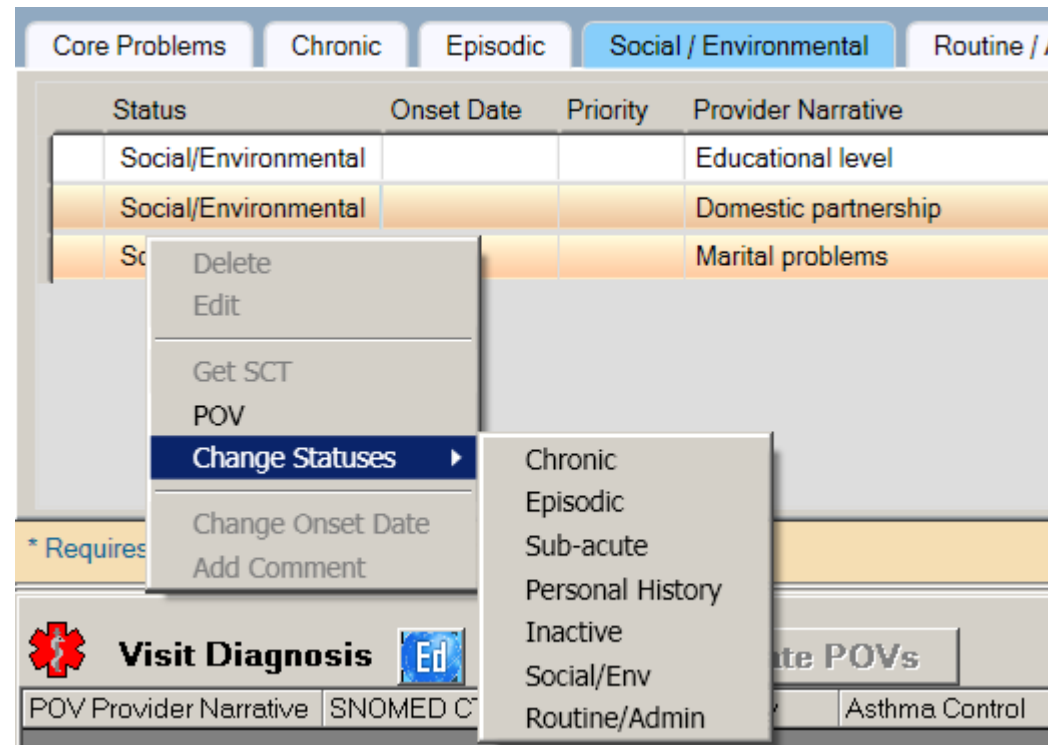 Core Problems Chronic Episodic Social / Environmental Routine /
Status Onset Date Priority Provider Narrative
Social/Environmental Educational level
Social/Environmental Domestic partnership
Marital problems
Delete
Edit
Get SCT
POV
Change Statuses
Change Onset Date
Add Comment
Chronic
Episodic
Sub-acute
Personal History
Inactive
Social/Env
Routine/Admin
* Requires
Visit Diagnosis Ed POVs
POV Provider Narrative SNOMED Asthma Control